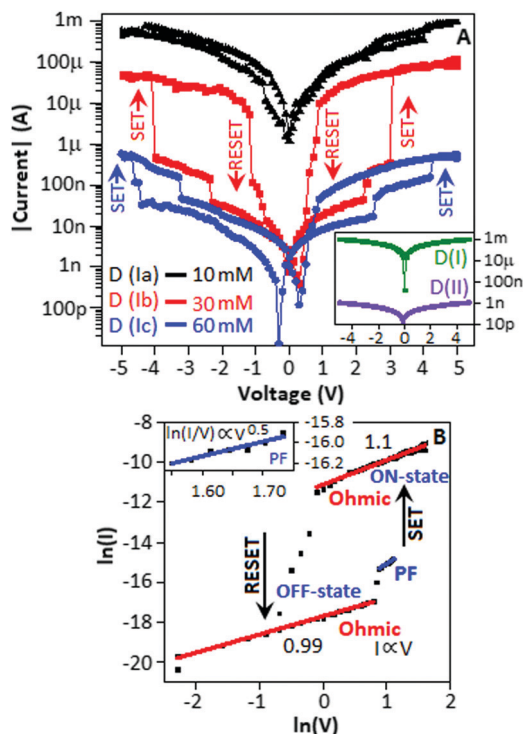 A
1m
100μ
10μ
1μ
100n
10n
1n
100p
|Current| (A)
SET
RESET
RESET
SET
SET
SET
D (Ia) 10 mM
D (Ib) 30 mM
D (Ic) 60 mM
D(I)
D(II)
1m
10μ
100n
1n
10p
-4 -2 0 2 4
-5 -4 -3 -2 -1 0 1 2 3 4 5
Voltage (V)
B
-8
-10
-12
-14
-16
-18
-20
ln(I)
ln(I/V)∝V^0.5
PF
-15.8
-16.0
-16.2
1.60 1.70
1.1
ON-state
Ohmic
SET
PF
RESET
OFF-state
Ohmic
0.99 I∝V
-2 -1 0 1 2
ln(V)